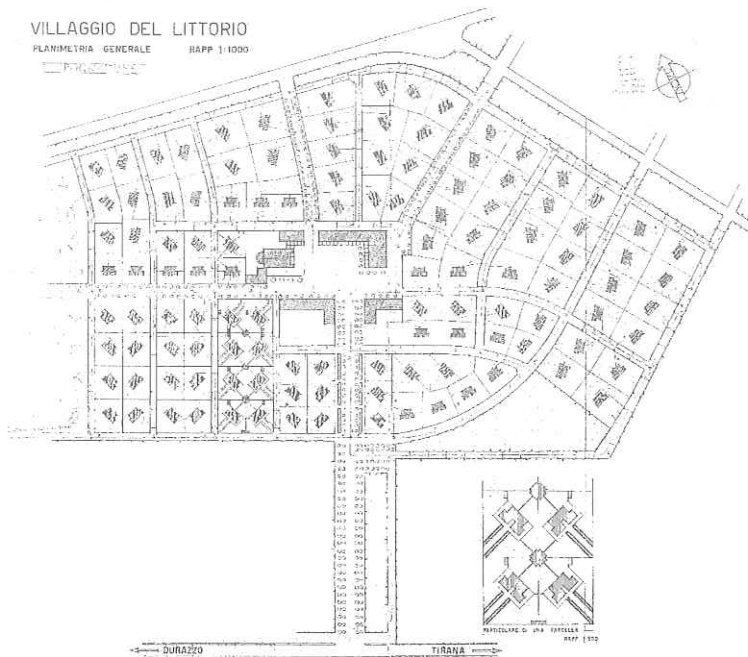 VILLAGGIO DEL LITTORIO
PLANIMETRIA GENERALE RAPP 1:1000
PARTICOLARE DI UNA PARCELLA
RAPP 1:500
DURAZZO TIRANA